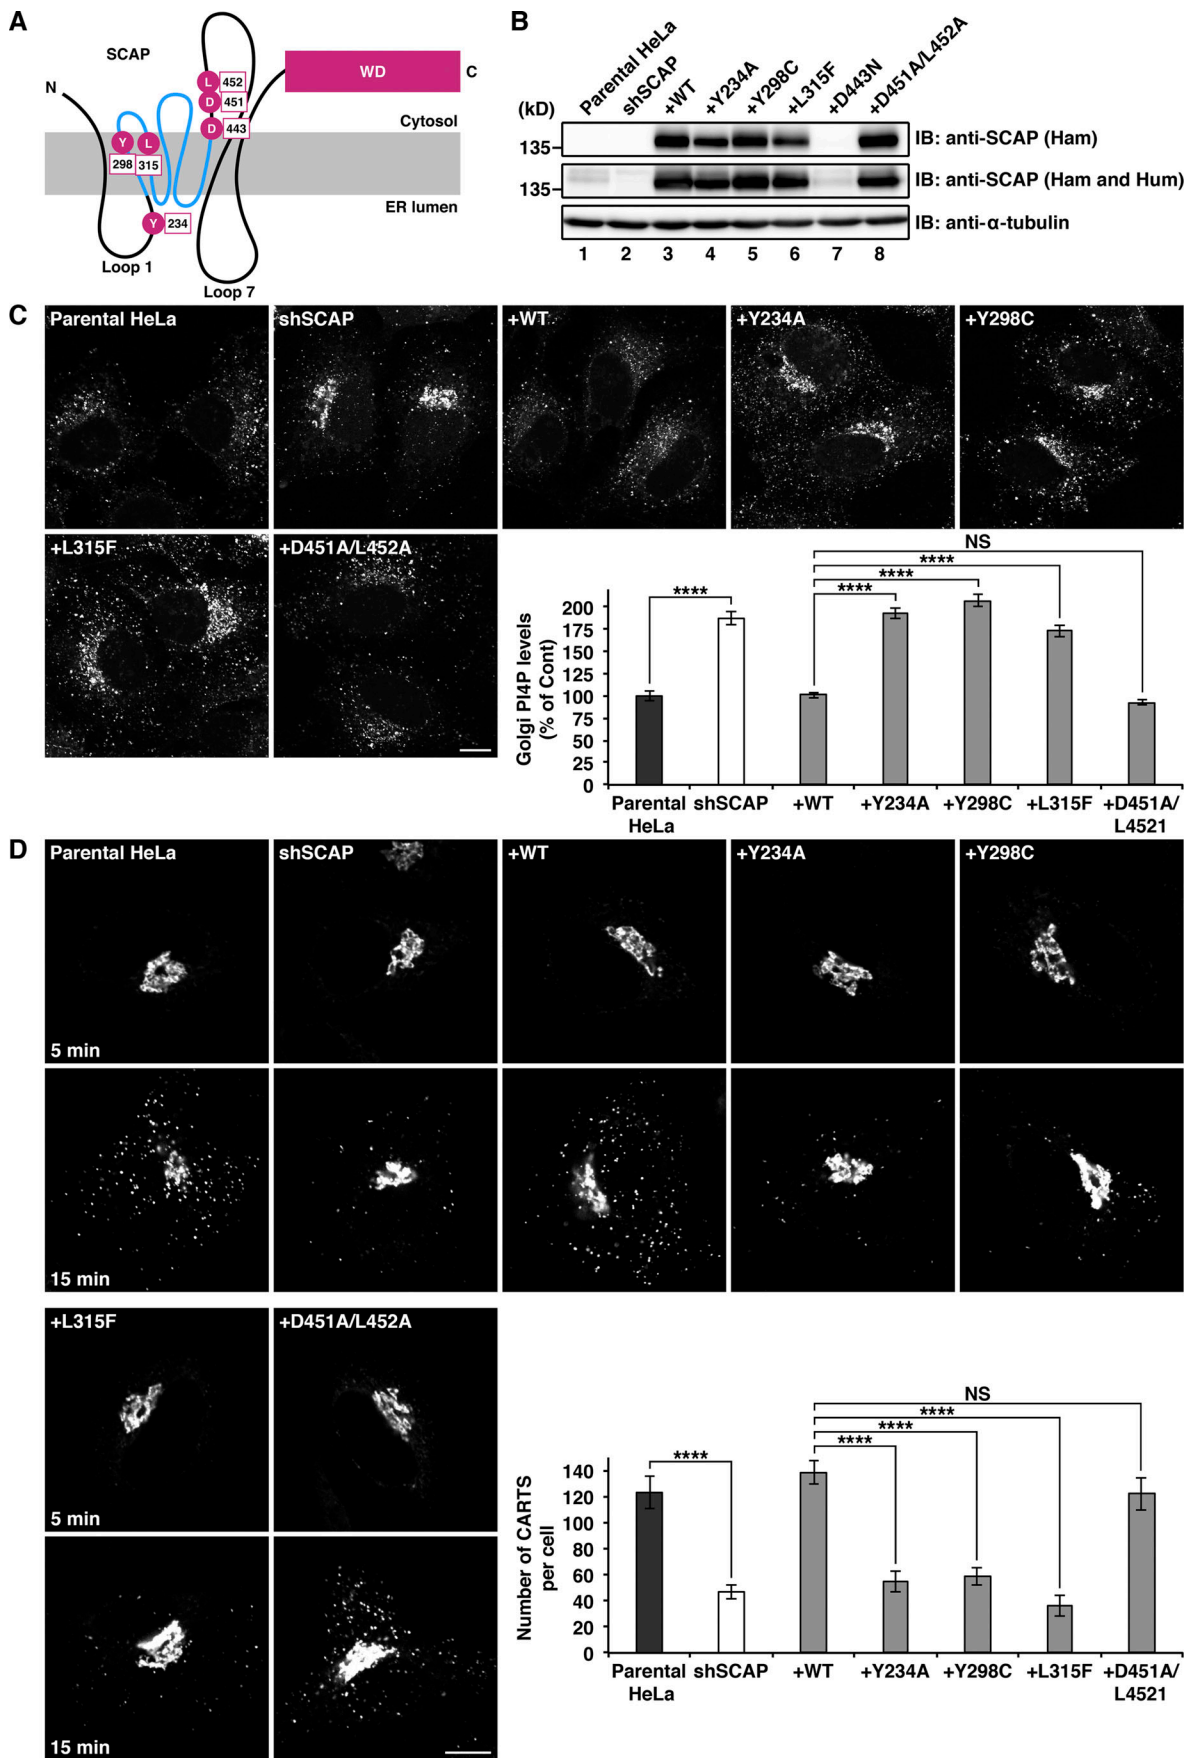 A
SCAP
N
WD
C
L 452
D 451
D 443
Cytosol
Y L
298 315
ER lumen
Y 234
Loop 1
Loop 7
B
Parental HeLa
shSCAP
+WT
+Y234A
+Y298C
+L315F
+D443N
+D451A/L452A
(kD)
135
IB: anti-SCAP (Ham)
135
IB: anti-SCAP (Ham and Hum)
IB: anti-α-tubulin
1 2 3 4 5 6 7 8
C
Parental HeLa
shSCAP
+WT
+Y234A
+Y298C
+L315F
+D451A/L452A
NS
****
****
****
****
Golgi PI4P levels
(% of Cont)
200
175
150
125
100
75
50
25
0
Parental
HeLa
shSCAP
+WT
+Y234A
+Y298C
+L315F
+D451A/
L4521
D
Parental HeLa
shSCAP
+WT
+Y234A
+Y298C
5 min
15 min
+L315F
+D451A/L452A
5 min
15 min
NS
****
****
****
****
Number of CARTS
per cell
140
120
100
80
60
40
20
0
Parental
HeLa
shSCAP
+WT
+Y234A
+Y298C
+L315F
+D451A/
L4521